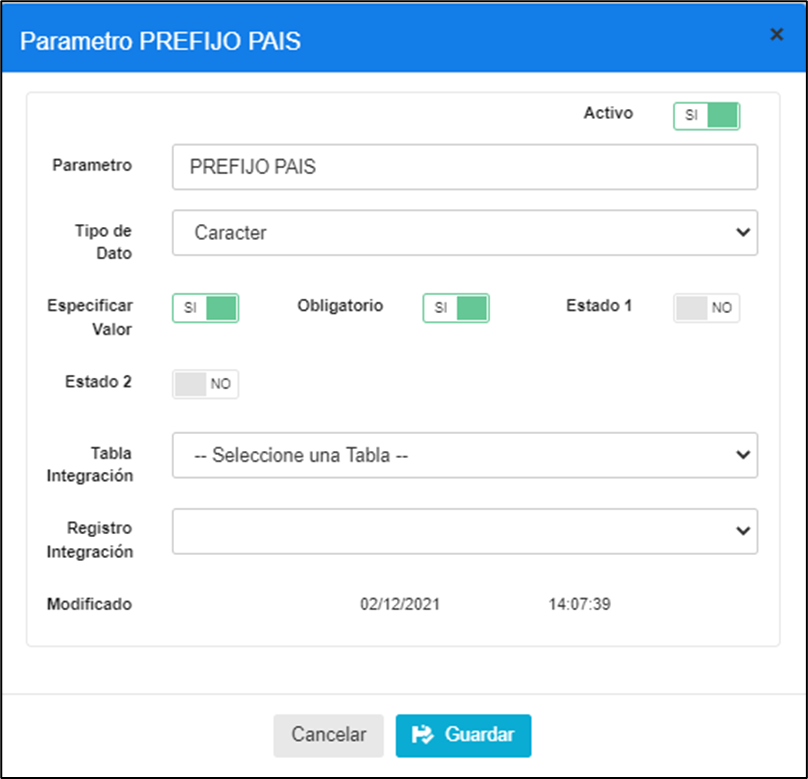 Parametro PREFIJO PAIS
×
Activo SI
Parametro PREFIJO PAIS
Tipo de
Dato
Caracter
Especificar
Valor
SI
Obligatorio SI
Estado 1 NO
Estado 2 NO
Tabla
Integración
-- Seleccione una Tabla --
Registro
Integración
Modificado 02/12/2021 14:07:39
Cancelar Guardar